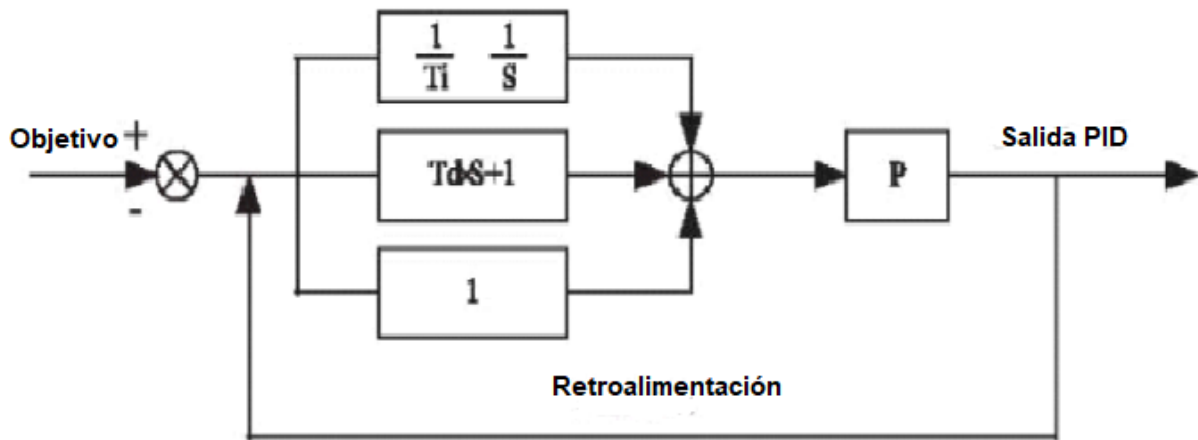 1 1
Ti S
Objetivo +
-
Td×S+1
1
P
Salida PID
Retroalimentación